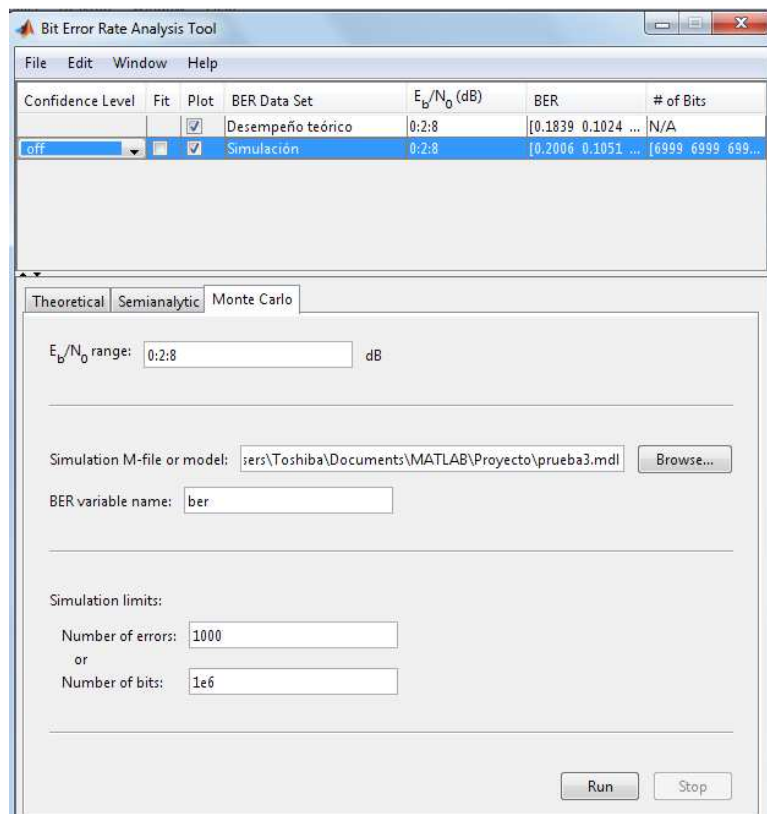 Bit Error Rate Analysis Tool
File Edit Window Help
Confidence Level Fit Plot BER Data Set E_b/N_0 (dB) BER # of Bits
Desempeño teórico 0:2:8 [0.1839 0.1024 ... N/A
off Simulación 0:2:8 [0.2006 0.1051 ... [6999 6999 699...
Theoretical Semianalytic Monte Carlo
E_b/N_0 range: 0:2:8 dB
Simulation M-file or model: sers\Toshiba\Documents\MATLAB\Proyecto\prueba3.mdl Browse...
BER variable name: ber
Simulation limits:
Number of errors: 1000
or
Number of bits: 1e6
Run Stop